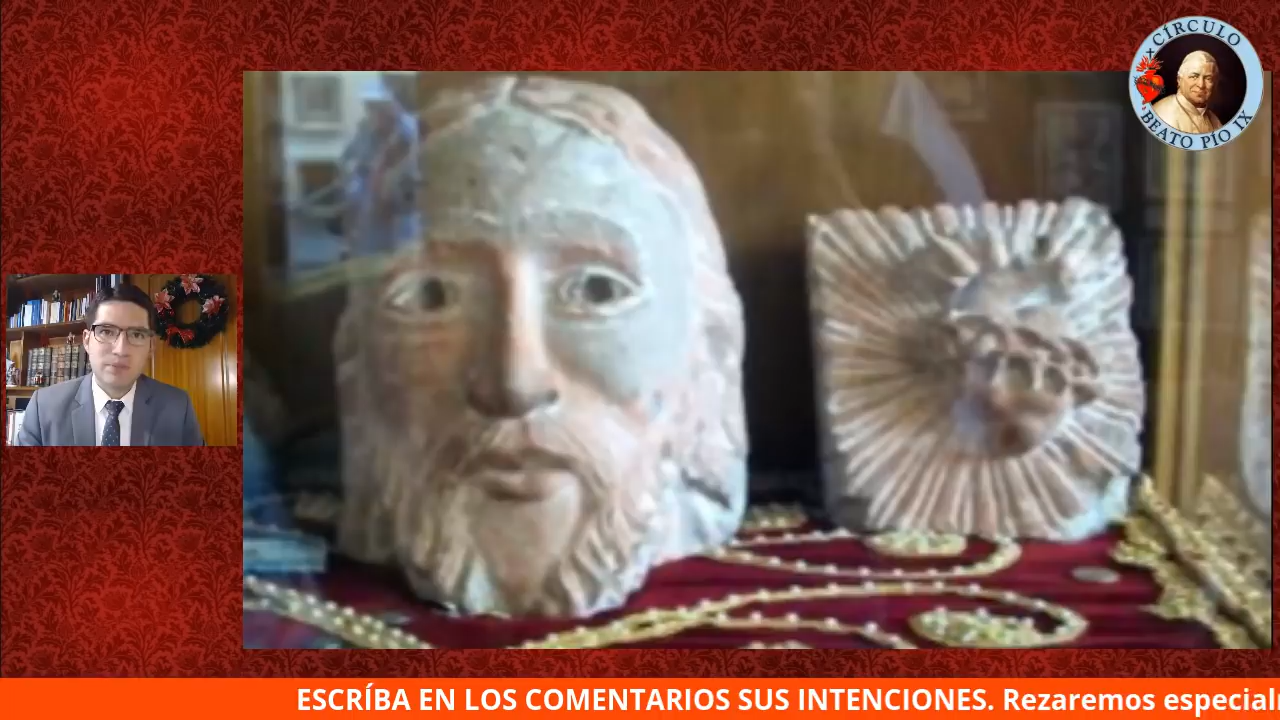 CÍRCULO
BEATO PÍO IX
ESCRÍBA EN LOS COMENTARIOS SUS INTENCIONES. Rezaremos especial